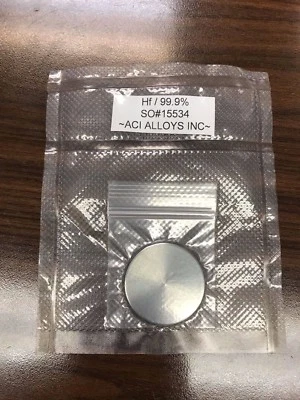 Hf / 99.9%
SO#15534
~ACI ALLOYS INC~